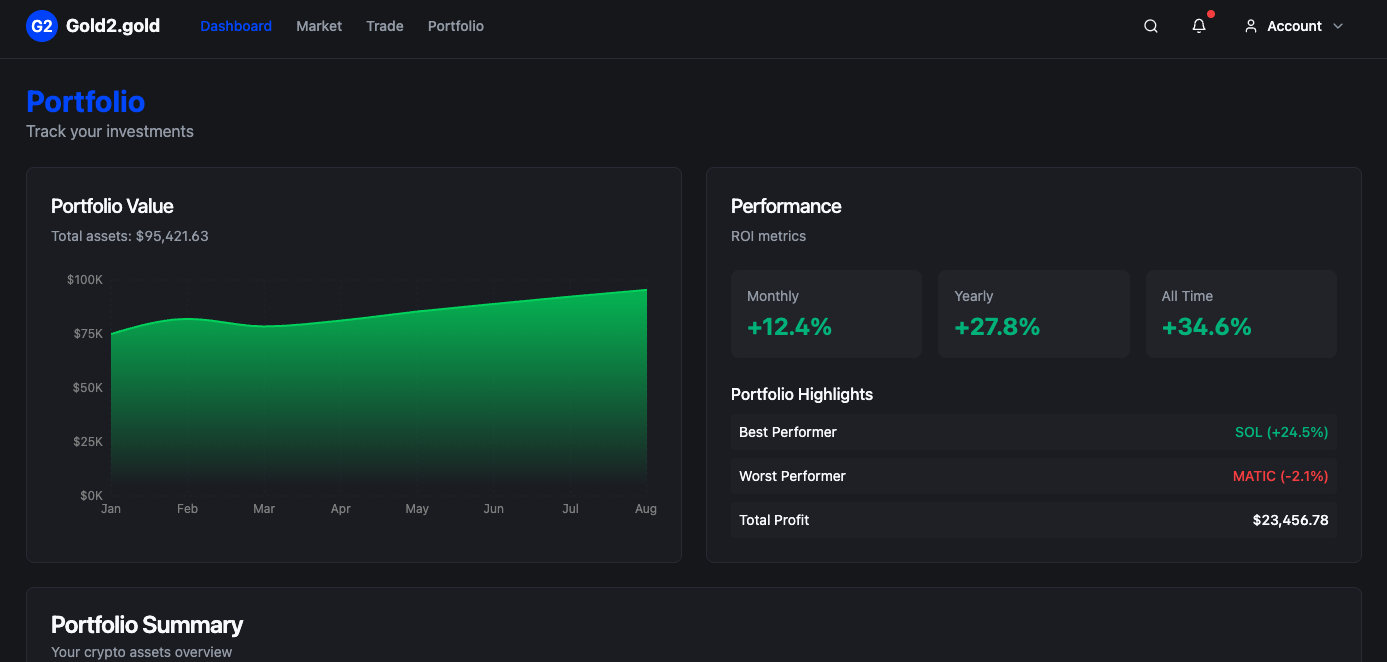 G2 Gold2.gold Dashboard Market Trade Portfolio Account
Portfolio
Track your investments
Portfolio Value
Total assets: $95,421.63
$100K
$75K
$50K
$25K
$0K
Jan Feb Mar Apr May Jun Jul Aug
Performance
ROI metrics
Monthly Yearly All Time
+12.4% +27.8% +34.6%
Portfolio Highlights
Best Performer SOL (+24.5%)
Worst Performer MATIC (-2.1%)
Total Profit $23,456.78
Portfolio Summary
Your crypto assets overview